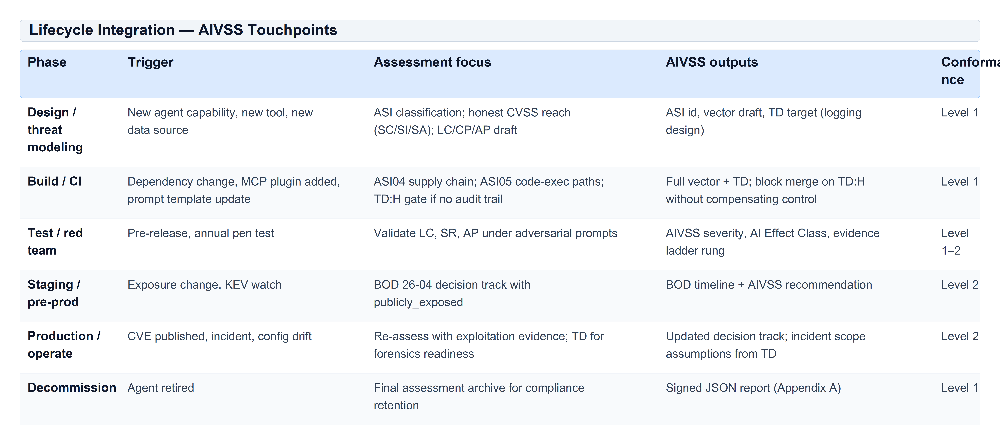 Lifecycle Integration — AIVSS Touchpoints
Phase
Trigger
Assessment focus
AIVSS outputs
Conforma
nce
Design /
threat
modeling
New agent capability, new tool, new
data source
ASI classification; honest CVSS reach
(SC/SI/SA); LC/CP/AP draft
ASI id, vector draft, TD target (logging
design)
Level 1
Build / CI
Dependency change, MCP plugin added,
prompt template update
ASI04 supply chain; ASI05 code-exec paths;
TD:H gate if no audit trail
Full vector + TD; block merge on TD:H
without compensating control
Level 1
Test / red
team
Pre-release, annual pen test
Validate LC, SR, AP under adversarial prompts
AIVSS severity, AI Effect Class, evidence
ladder rung
Level
1–2
Staging /
pre-prod
Exposure change, KEV watch
BOD 26-04 decision track with
publicly_exposed
BOD timeline + AIVSS recommendation
Level 2
Production /
operate
CVE published, incident, config drift
Re-assess with exploitation evidence; TD for
forensics readiness
Updated decision track; incident scope
assumptions from TD
Level 2
Decommission
Agent retired
Final assessment archive for compliance
retention
Signed JSON report (Appendix A)
Level 1